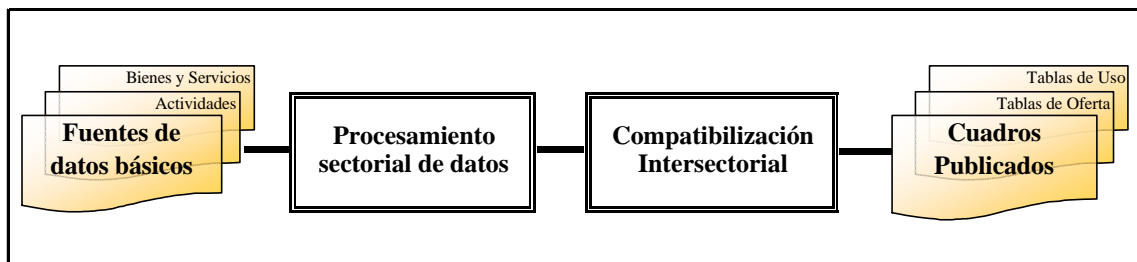 Bienes y Servicios
Actividades
Fuentes de
datos básicos
Procesamiento
sectorial de datos
Compatibilización
Intersectorial
Tablas de Uso
Tablas de Oferta
Cuadros
Publicados